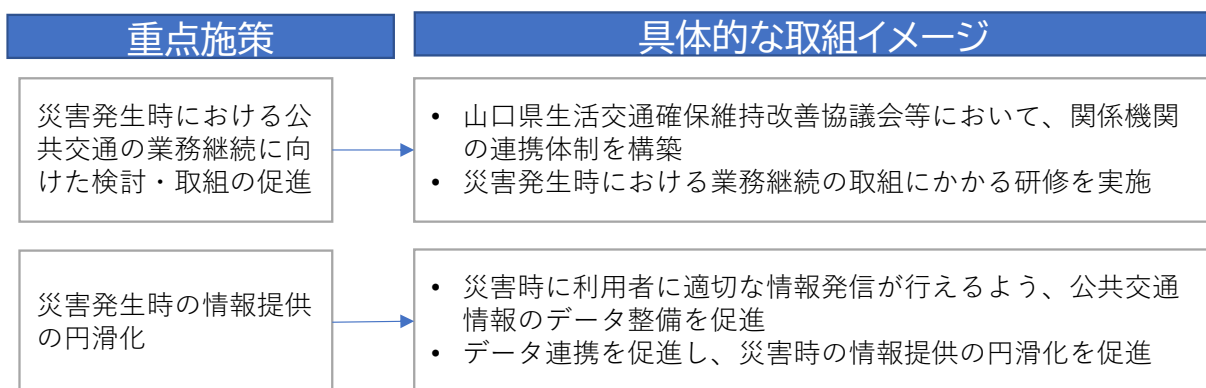 重点施策
具体的な取組イメージ
災害発生時における公
共交通の業務継続に向
けた検討・取組の促進
• 山口県生活交通確保維持改善協議会等において、関係機関
の連携体制を構築
• 災害発生時における業務継続の取組にかかる研修を実施
災害発生時の情報提供
の円滑化
• 災害時に利用者に適切な情報発信が行えるよう、公共交通
情報のデータ整備を促進
• データ連携を促進し、災害時の情報提供の円滑化を促進